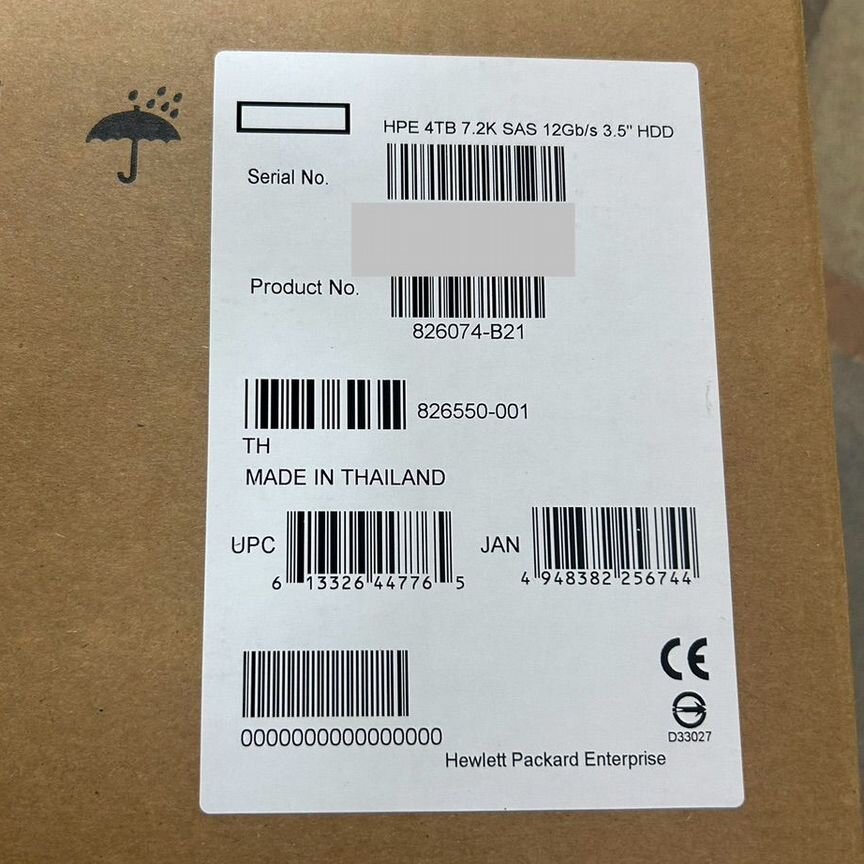 HPE 4TB 7.2K SAS 12Gb/s 3.5" HDD
Serial No.
Product No.
826074-B21
826550-001
TH
MADE IN THAILAND
UPC
6 13326 44776 5
JAN
4 948382 256744
CE
0000000000000000
D33027
Hewlett Packard Enterprise